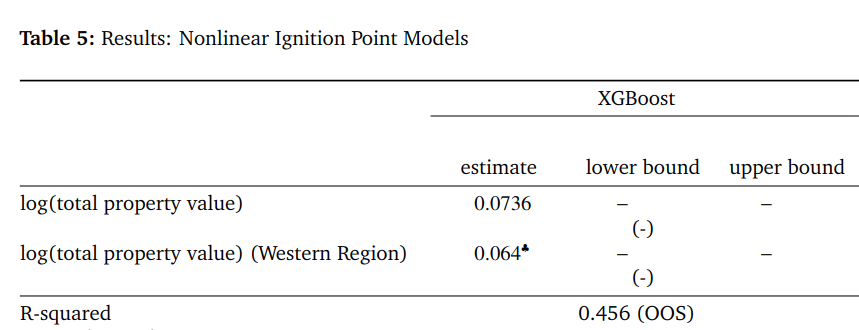 Table 5: Results: Nonlinear Ignition Point Models
XGBoost
estimate lower bound upper bound
log(total property value) 0.0736 – –
(-)
log(total property value) (Western Region) 0.064♣ – –
(-)
R-squared 0.456 (OOS)